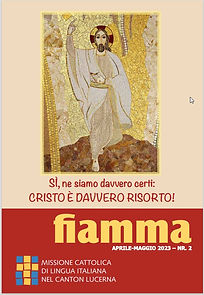 SÌ, ne siamo davvero certi:
CRISTO È DAVVERO RISORTO!
fiamma
APRILE-MAGGIO 2023 – NR. 2
MISSIONE CATTOLICA
DI LINGUA ITALIANA
NEL CANTON LUCERNA